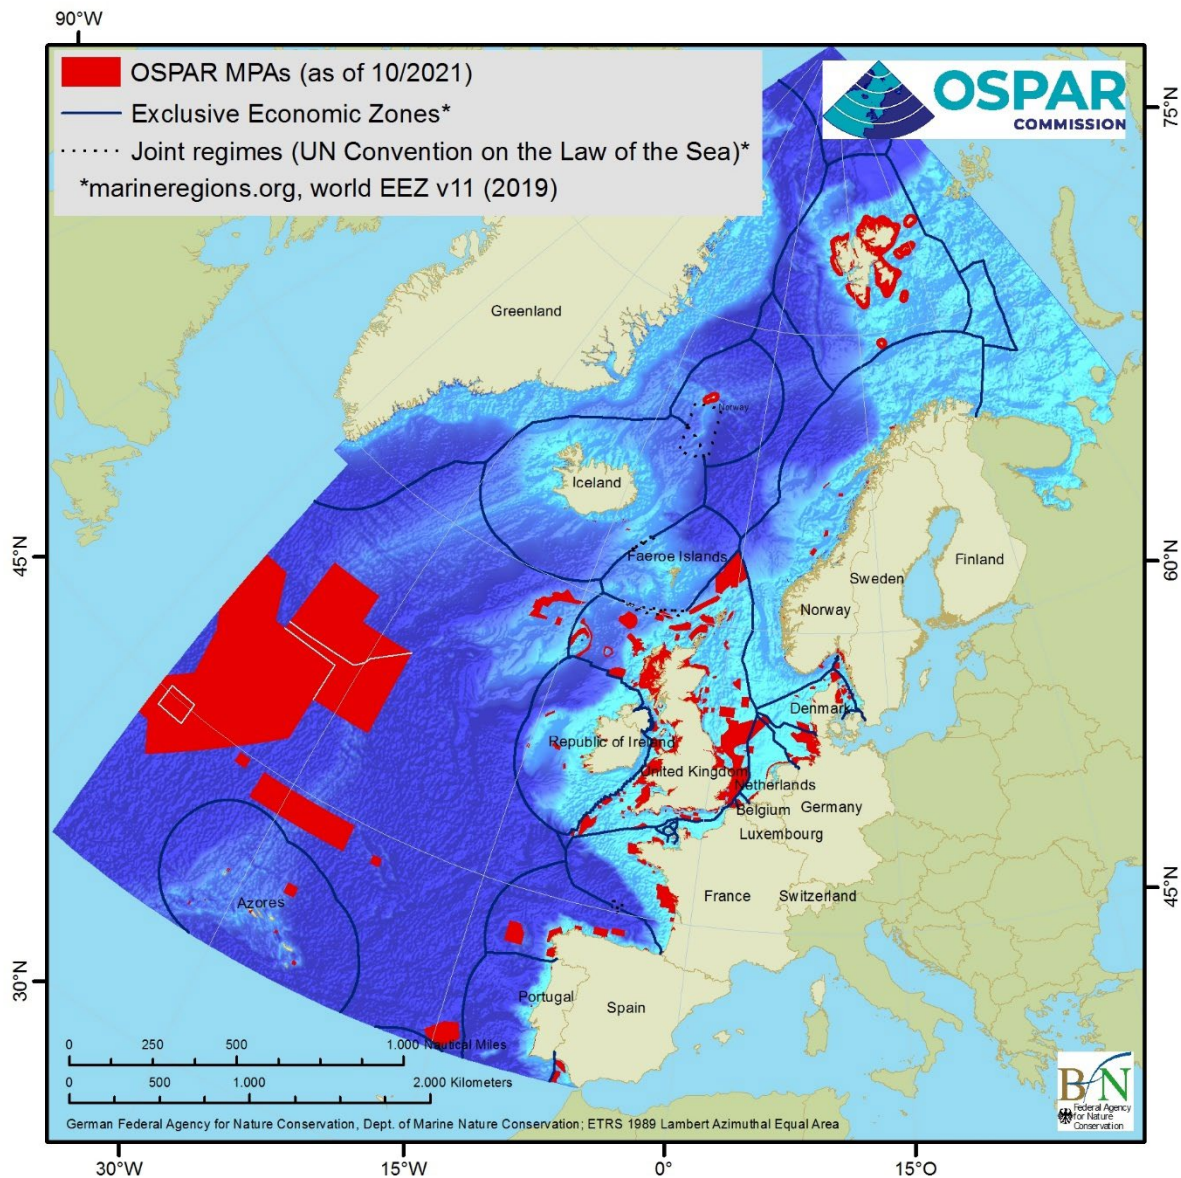 90°W
OSPAR MPAs (as of 10/2021)
Exclusive Economic Zones*
Joint regimes (UN Convention on the Law of the Sea)*
*marineregions.org, world EEZ v11 (2019)
OSPAR
COMMISSION
75°N
Greenland
Norway
Iceland
45°N
Faeroe Islands
60°N
Finland
Sweden
Norway
Denmark
Republic of Ireland
United Kingdom
Netherlands
Belgium
Germany
Luxembourg
France
Switzerland
45°N
Azores
30°N
Portugal
Spain
0 250 500 1.000 Nautical Miles
0 500 1.000 2.000 Kilometers
BfN
Federal Agency
for Nature
Conservation
German Federal Agency for Nature Conservation, Dept. of Marine Nature Conservation; ETRS 1989 Lambert Azimuthal Equal Area
30°W
15°W
0°
15°O